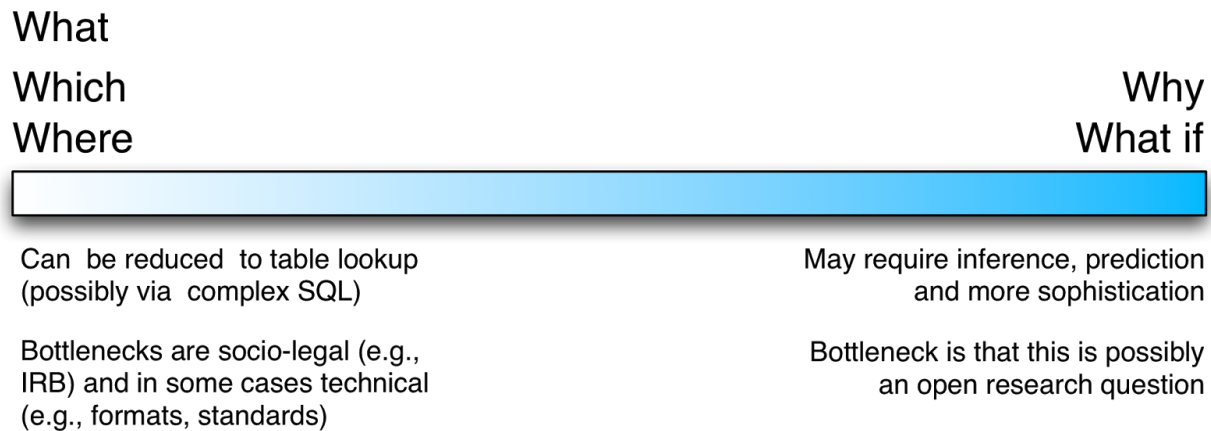 What
Which
Where
Why
What if
Can be reduced to table lookup
(possibly via complex SQL)
Bottlenecks are socio-legal (e.g.,
IRB) and in some cases technical
(e.g., formats, standards)
May require inference, prediction
and more sophistication
Bottleneck is that this is possibly
an open research question